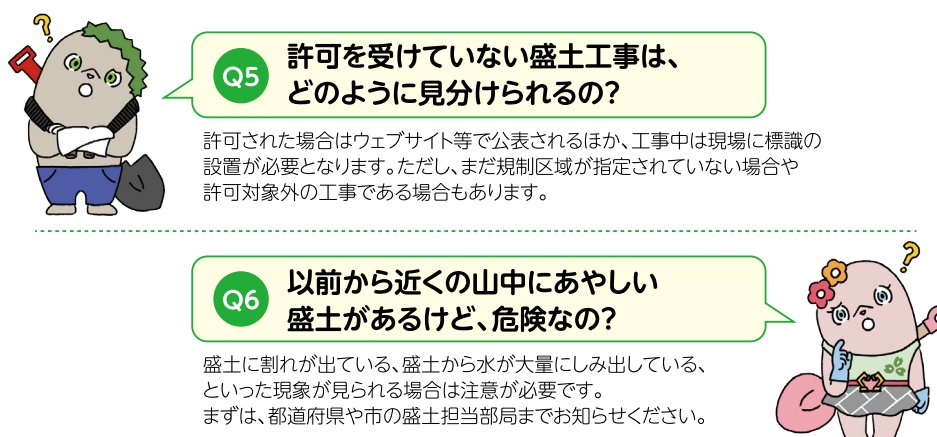 ?
Q5
許可を受けていない盛土工事は、
どのように見分けられるの?
許可された場合はウェブサイト等で公表されるほか、工事中は現場に標識の
設置が必要となります。ただし、まだ規制区域が指定されていない場合や
許可対象外の工事である場合もあります。
?
Q6
以前から近くの山中にあやしい
盛土があるけど、危険なの?
盛土に割れが出ている、盛土から水が大量にしみ出している、
といった現象が見られる場合は注意が必要です。
まずは、都道府県や市の盛土担当部局までお知らせください。